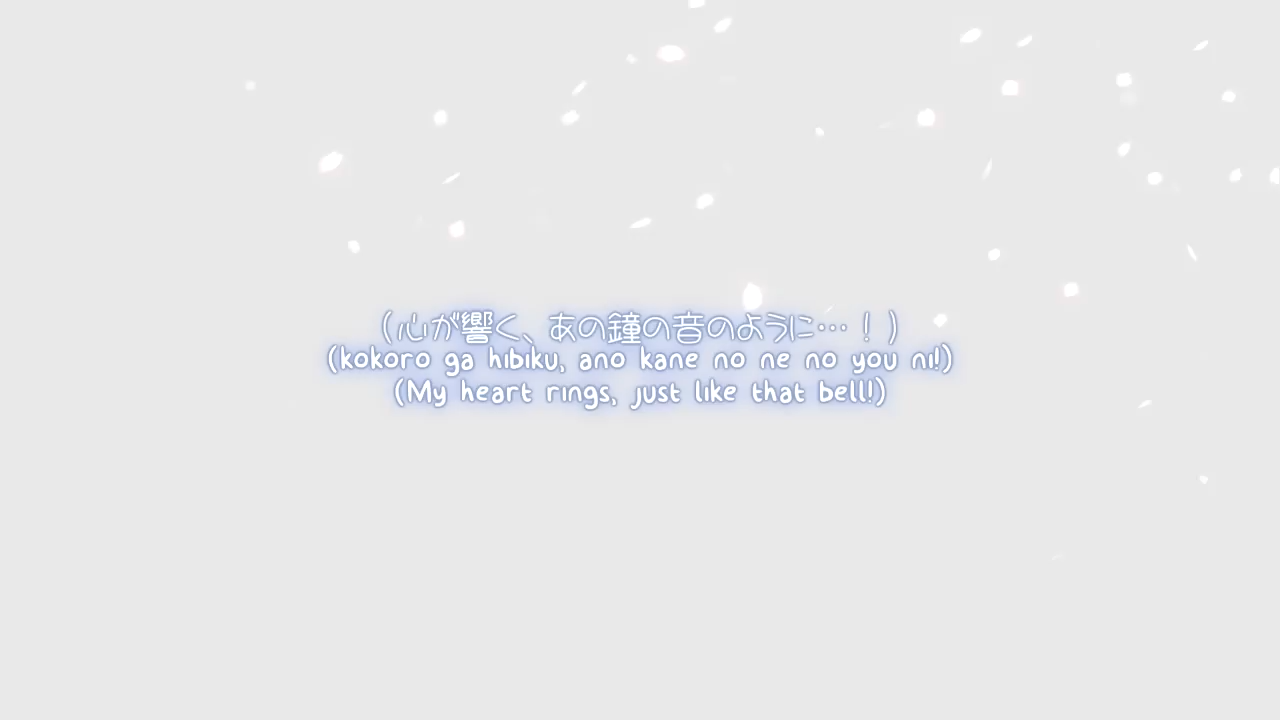 （心が響く、あの鐘の音のように…！）
(kokoro ga hibiku, ano kane no ne no you ni!)
(My heart rings, just like that bell!)